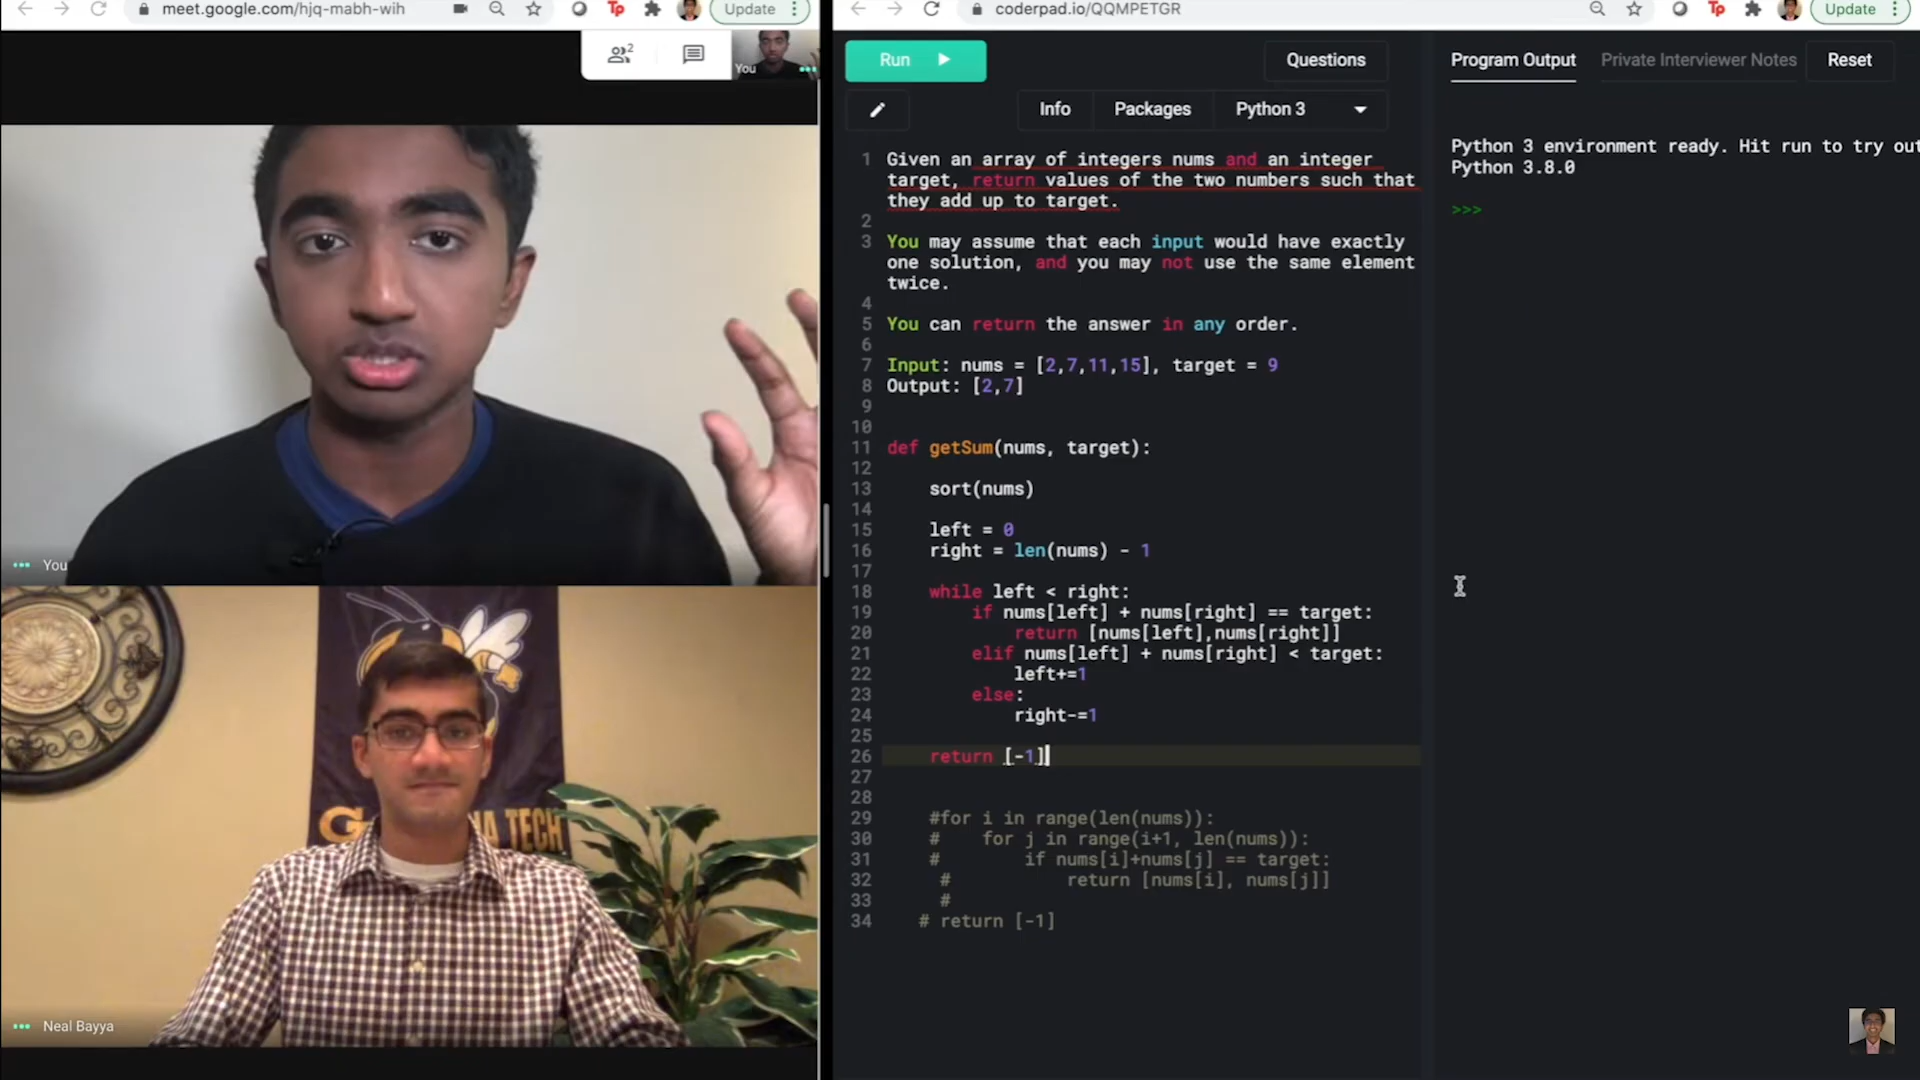 meet.google.com/hjq-mabh-wih
Tp
Update
2
You
You
GEORGIA TECH
Neal Bayya
coderpad.io/QQMPETGR
Tp
Update
Run
Questions
Info
Packages
Python 3
1 Given an array of integers nums and an integer
target, return values of the two numbers such that
they add up to target.
2
3 You may assume that each input would have exactly
one solution, and you may not use the same element
twice.
4
5 You can return the answer in any order.
6
7 Input: nums = [2,7,11,15], target = 9
8 Output: [2,7]
9
10
11 def getSum(nums, target):
12
13 sort(nums)
14
15 left = 0
16 right = len(nums) - 1
17
18 while left < right:
19 if nums[left] + nums[right] == target:
20 return [nums[left],nums[right]]
21 elif nums[left] + nums[right] < target:
22 left+=1
23 else:
24 right-=1
25
26 return [-1]
27
28
29 #for i in range(len(nums)):
30 # for j in range(i+1, len(nums)):
31 # if nums[i]+nums[j] == target:
32 # return [nums[i], nums[j]]
33 #
34 # return [-1]
Program Output
Private Interviewer Notes
Reset
Python 3 environment ready. Hit run to try out
Python 3.8.0
>>>